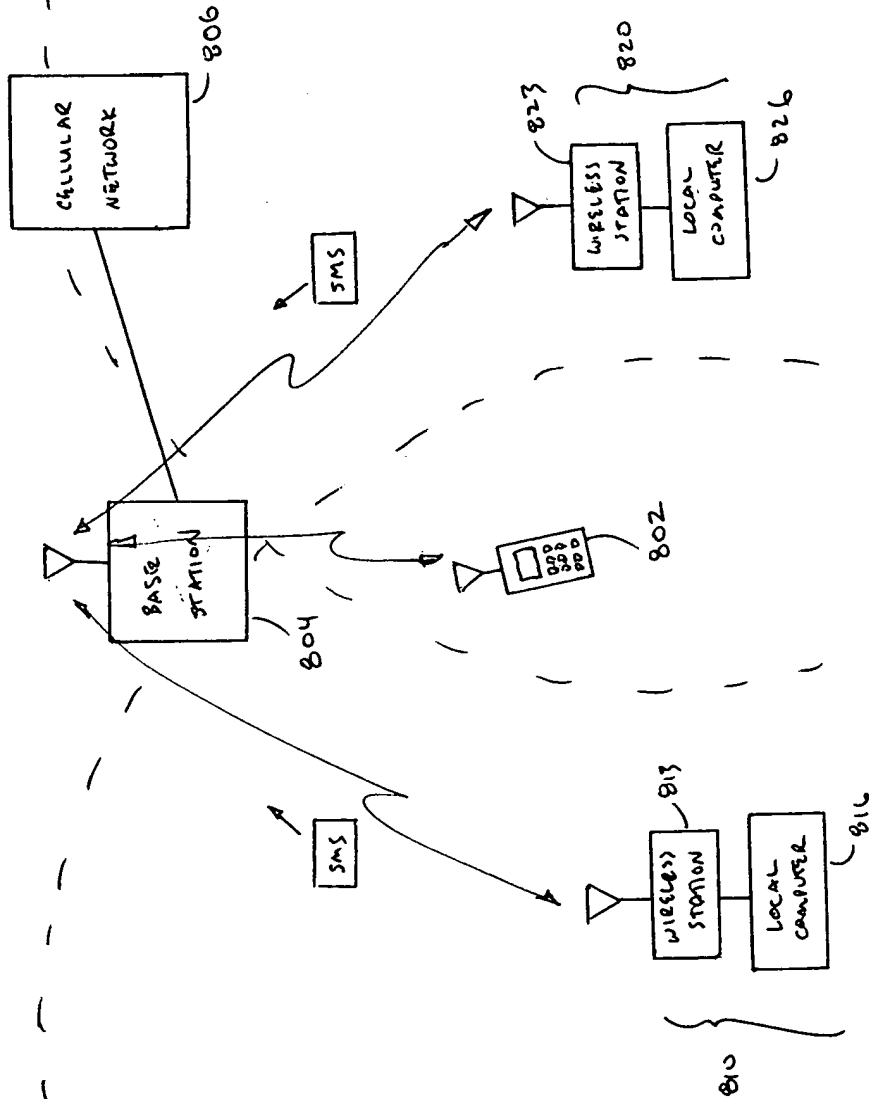 CELLULAR
NETWORK
806
BASE
STATION
804
SMS
SMS
802
823
WIRELESS
STATION
820
LOCAL
COMPUTER
826
813
WIRELESS
STATION
810
LOCAL
COMPUTER
816